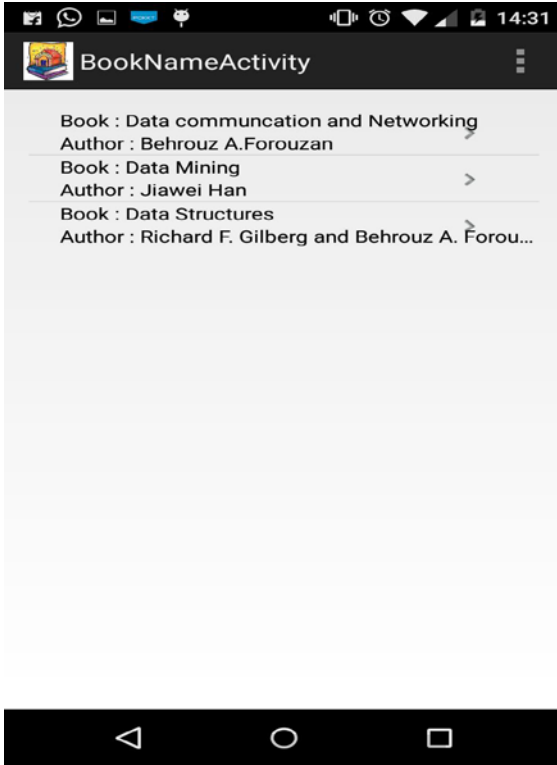 14:31
BookNameActivity
Book : Data communcation and Networking
Author : Behrouz A.Forouzan
Book : Data Mining
Author : Jiawei Han
Book : Data Structures
Author : Richard F. Gilberg and Behrouz A. Forou...